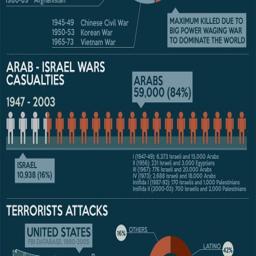 Afghanistan
1945-49 Chinese Civil War
1950-53 Korean War
1965-73 Vietnam War
MAXIMUM KILLED DUE TO
BIG POWER WAGING WAR
TO DOMINATE THE WORLD
ARAB - ISRAEL WARS
CASUALTIES
1947 - 2003
ARABS
59,000 (84%)
ISRAEL
10,938 (16%)
I (1947-49): 6,373 Israeli and 15,000 Arabs
II (1956): 231 Israeli and 3,000 Egyptians
III (1967): 776 Israeli and 20,000 Arabs
IV (1973): 2,688 Israeli and 18,000 Arabs
Intifida I (1987-92): 170 Israelis and 1,000 Palestinians
Intifida II (2000-03): 700 Israelis and 2,000 Palestinians
TERRORISTS ATTACKS
UNITED STATES
FBI DATABASE, 1980-2005
16% OTHERS
LATINO
42%